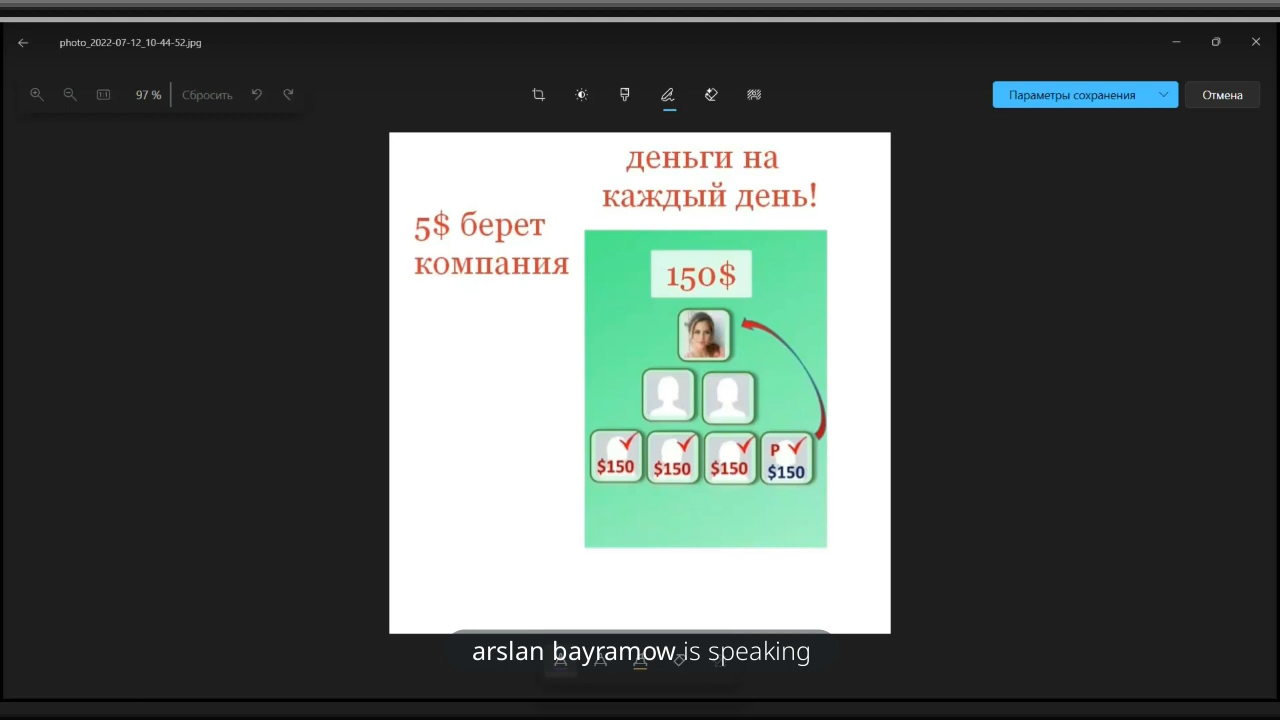 photo_2022-07-12_10-44-52.jpg
97 %
Сбросить
Параметры сохранения
Отмена
деньги на
каждый день!
5$ берет
компания
150$
$150
$150
$150
P
$150
arslan bayramow is speaking